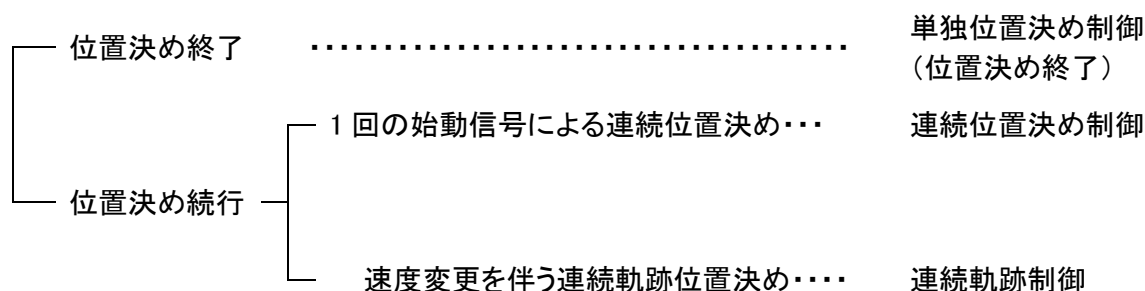 位置決め終了 ・・・・・・・・・・・・・・・・・・・・・・・・・・・・・・・・・・・・・ 単独位置決め制御
（位置決め終了）
1 回の始動信号による連続位置決め・・・ 連続位置決め制御
位置決め続行
速度変更を伴う連続軌跡位置決め・・・・ 連続軌跡制御